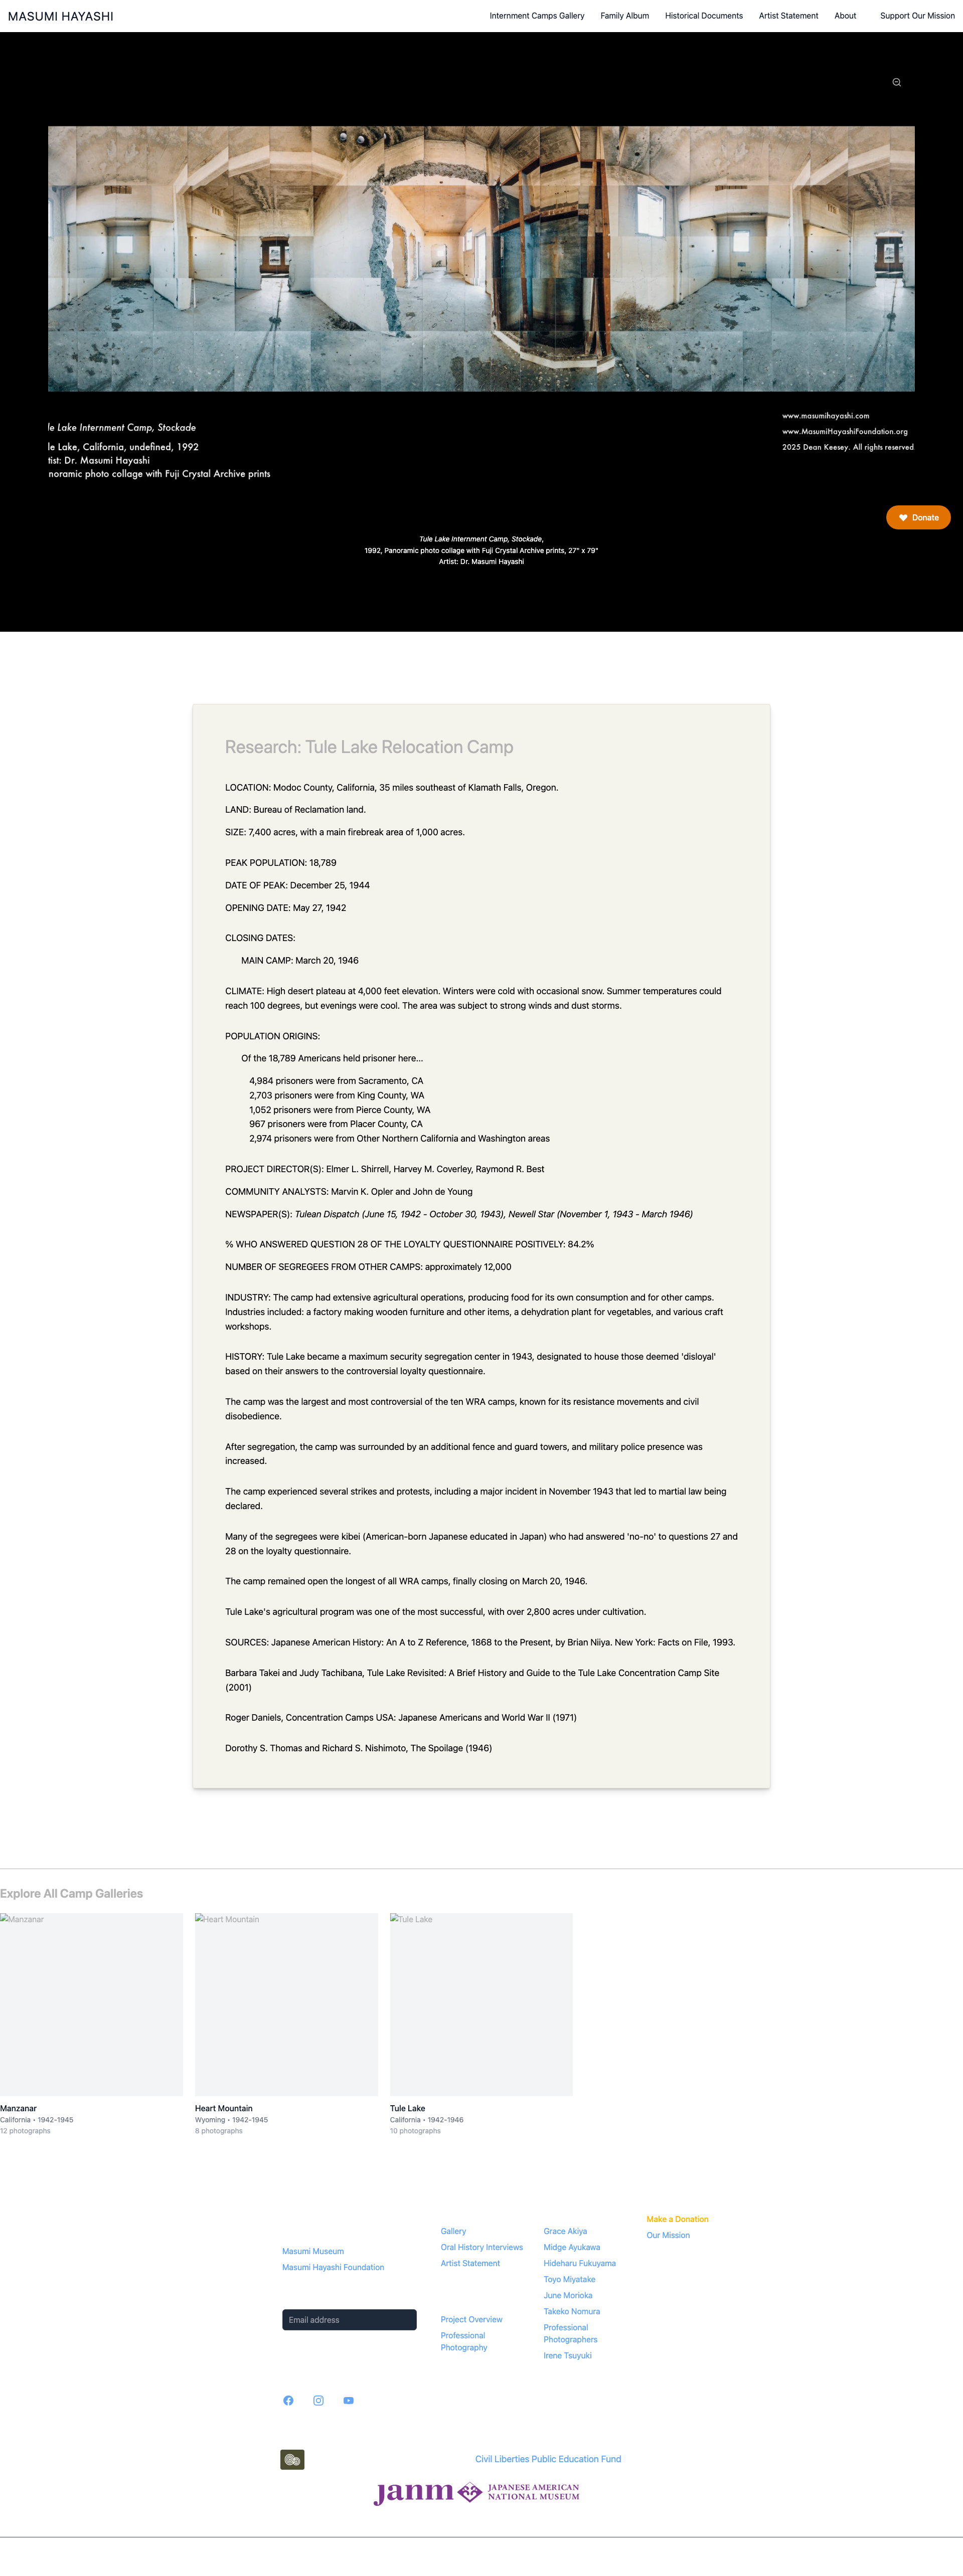 MASUMI HAYASHI
Internment Camps Gallery
Family Album
Historical Documents
Artist Statement
About
Support Our Mission
le Lake Internment Camp, Stockade
le Lake, California, undefined, 1992
tist: Dr. Masumi Hayashi
noramic photo collage with Fuji Crystal Archive prints
www.masumihayashi.com
www.MasumiHayashiFoundation.org
2025 Dean Keesey. All rights reserved
Donate
Tule Lake Internment Camp, Stockade,
1992, Panoramic photo collage with Fuji Crystal Archive prints, 27" x 79"
Artist: Dr. Masumi Hayashi
Research: Tule Lake Relocation Camp
LOCATION: Modoc County, California, 35 miles southeast of Klamath Falls, Oregon.
LAND: Bureau of Reclamation land.
SIZE: 7,400 acres, with a main firebreak area of 1,000 acres.
PEAK POPULATION: 18,789
DATE OF PEAK: December 25, 1944
OPENING DATE: May 27, 1942
CLOSING DATES:
MAIN CAMP: March 20, 1946
CLIMATE: High desert plateau at 4,000 feet elevation. Winters were cold with occasional snow. Summer temperatures could
reach 100 degrees, but evenings were cool. The area was subject to strong winds and dust storms.
POPULATION ORIGINS:
Of the 18,789 Americans held prisoner here...
4,984 prisoners were from Sacramento, CA
2,703 prisoners were from King County, WA
1,052 prisoners were from Pierce County, WA
967 prisoners were from Placer County, CA
2,974 prisoners were from Other Northern California and Washington areas
PROJECT DIRECTOR(S): Elmer L. Shirrell, Harvey M. Coverley, Raymond R. Best
COMMUNITY ANALYSTS: Marvin K. Opler and John de Young
NEWSPAPER(S): Tulean Dispatch (June 15, 1942 - October 30, 1943), Newell Star (November 1, 1943 - March 1946)
% WHO ANSWERED QUESTION 28 OF THE LOYALTY QUESTIONNAIRE POSITIVELY: 84.2%
NUMBER OF SEGREGEES FROM OTHER CAMPS: approximately 12,000
INDUSTRY: The camp had extensive agricultural operations, producing food for its own consumption and for other camps.
Industries included: a factory making wooden furniture and other items, a dehydration plant for vegetables, and various craft
workshops.
HISTORY: Tule Lake became a maximum security segregation center in 1943, designated to house those deemed 'disloyal'
based on their answers to the controversial loyalty questionnaire.
The camp was the largest and most controversial of the ten WRA camps, known for its resistance movements and civil
disobedience.
After segregation, the camp was surrounded by an additional fence and guard towers, and military police presence was
increased.
The camp experienced several strikes and protests, including a major incident in November 1943 that led to martial law being
declared.
Many of the segregees were kibei (American-born Japanese educated in Japan) who had answered 'no-no' to questions 27 and
28 on the loyalty questionnaire.
The camp remained open the longest of all WRA camps, finally closing on March 20, 1946.
Tule Lake's agricultural program was one of the most successful, with over 2,800 acres under cultivation.
SOURCES: Japanese American History: An A to Z Reference, 1868 to the Present, by Brian Niiya. New York: Facts on File, 1993.
Barbara Takei and Judy Tachibana, Tule Lake Revisited: A Brief History and Guide to the Tule Lake Concentration Camp Site
(2001)
Roger Daniels, Concentration Camps USA: Japanese Americans and World War II (1971)
Dorothy S. Thomas and Richard S. Nishimoto, The Spoilage (1946)
Explore All Camp Galleries
Manzanar
Manzanar
California • 1942-1945
12 photographs
Heart Mountain
Heart Mountain
Wyoming • 1942-1945
8 photographs
Tule Lake
Tule Lake
California • 1942-1946
10 photographs
Masumi Museum
Masumi Hayashi Foundation
Email address
Gallery
Oral History Interviews
Artist Statement
Project Overview
Professional
Photography
Grace Akiya
Midge Ayukawa
Hideharu Fukuyama
Toyo Miyatake
June Morioka
Takeko Nomura
Professional
Photographers
Irene Tsuyuki
Make a Donation
Our Mission
Civil Liberties Public Education Fund
janm JAPANESE AMERICAN
NATIONAL MUSEUM